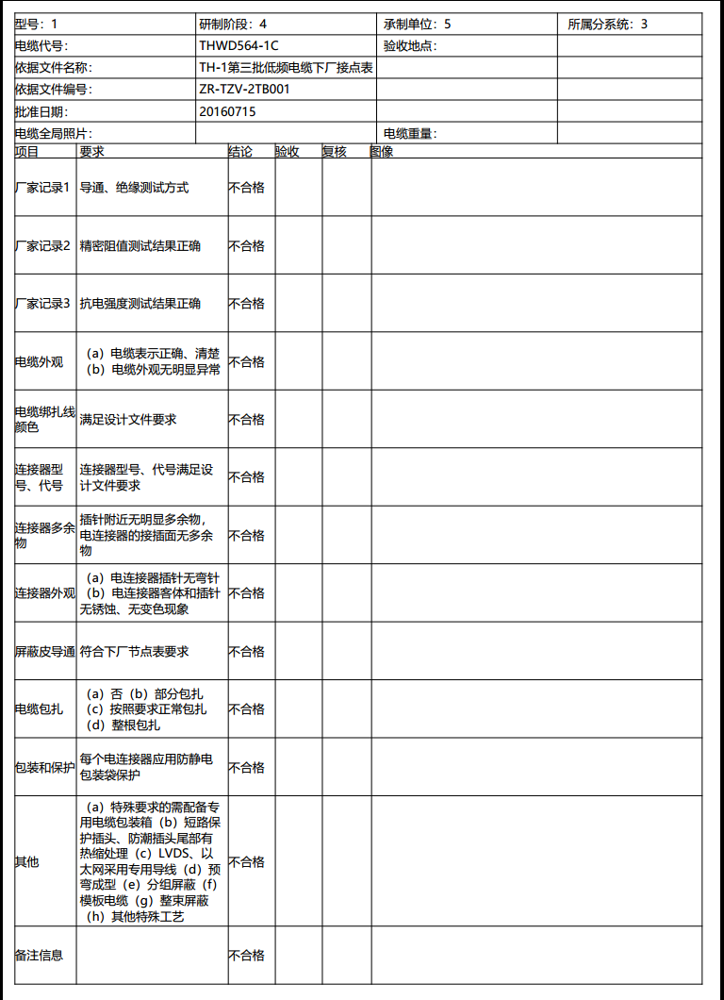 型号：1 研制阶段：4 承制单位：5 所属分系统：3
电缆代号： THWD564-1C 验收地点：
依据文件名称： TH-1第三批低频电缆下厂接点表
依据文件编号： ZR-TZV-2TB001
批准日期： 20160715
电缆全局照片： 电缆重量：
项目 要求 结论 验收 复核 图像
厂家记录1 导通、绝缘测试方式 不合格
厂家记录2 精密阻值测试结果正确 不合格
厂家记录3 抗电强度测试结果正确 不合格
电缆外观
（a）电缆表示正确、清楚
（b）电缆外观无明显异常
不合格
电缆绑扎线
颜色
满足设计文件要求
不合格
连接器型
号、代号
连接器型号、代号满足设
计文件要求
不合格
连接器多余
物
插针附近无明显多余物，
电连接器的接插面无多余
物
不合格
连接器外观
（a）电连接器插针无弯针
（b）电连接器客体和插针
无锈蚀、无变色现象
不合格
屏蔽皮导通 符合下厂节点表要求 不合格
电缆包扎
（a）否（b）部分包扎
（c）按照要求正常包扎
（d）整根包扎
不合格
包装和保护
每个电连接器应用防静电
包装袋保护
不合格
其他
（a）特殊要求的需配备专
用电缆包装箱（b）短路保
护插头、防潮插头尾部有
热缩处理（c）LVDS、以
太网采用专用导线（d）预
弯成型（e）分组屏蔽（f）
模板电缆（g）整束屏蔽
（h）其他特殊工艺
不合格
备注信息 不合格